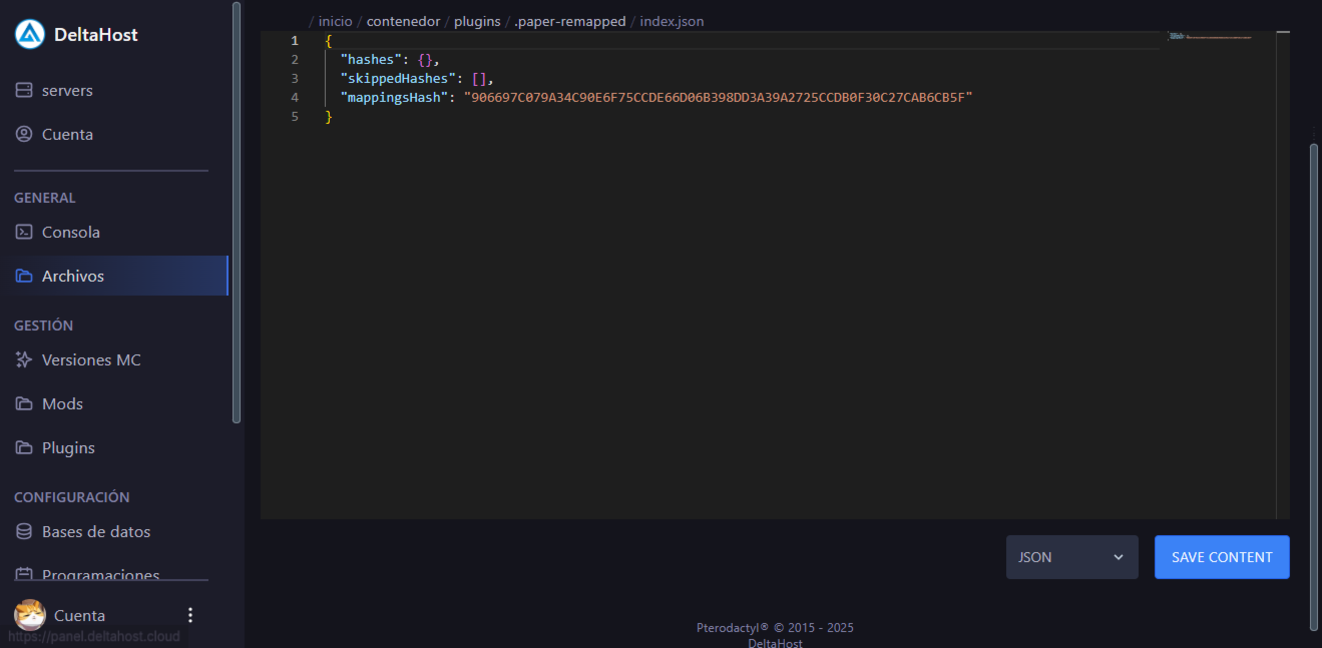 DeltaHost
servers
Cuenta
GENERAL
Consola
Archivos
GESTIÓN
Versiones MC
Mods
Plugins
CONFIGURACIÓN
Bases de datos
Programaciones
Cuenta
https://panel.deltahost.cloud
/ inicio / contenedor / plugins / .paper-remapped / index.json
1 {
2 "hashes": {},
3 "skippedHashes": [],
4 "mappingsHash": "906697C079A34C90E6F75CCDE66D06B398DD3A39A2725CCDB0F30C27CAB6CB5F"
5 }
JSON
SAVE CONTENT
Pterodactyl® © 2015 - 2025
DeltaHost